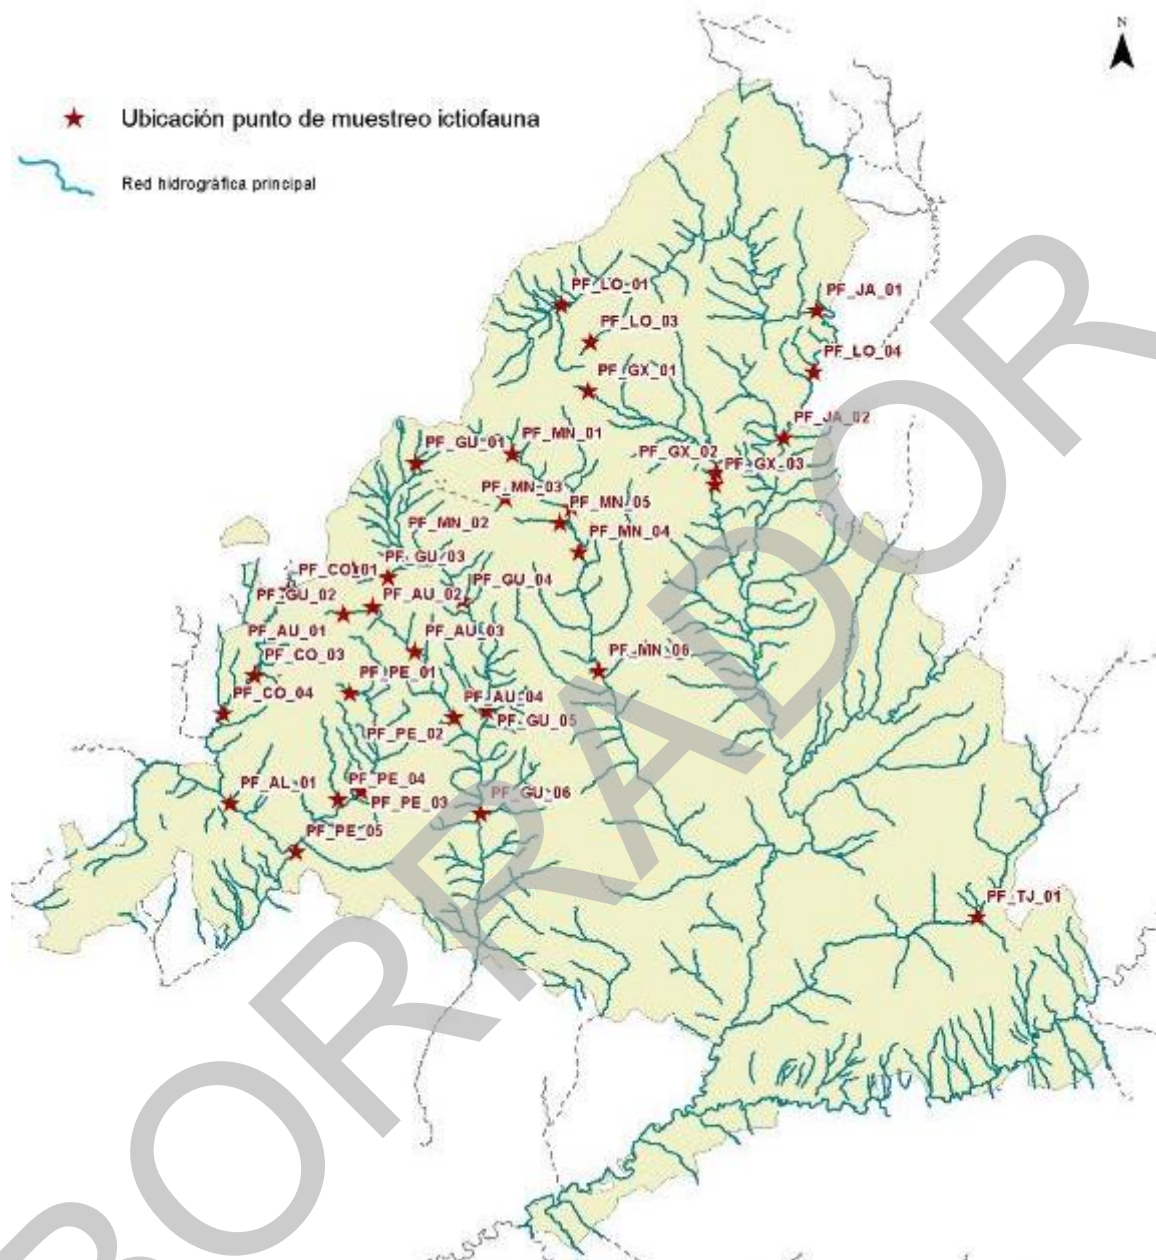 N
Ubicación punto de muestreo ictiofauna
Red hidrográfica principal
PF_LO_01
PF_JA_01
PF_LO_03
PF_LO_04
PF_GX_01
PF_JA_02
PF_GU_01
PF_MN_01
PF_GX_02
PF_GX_03
PF_MN_03
PF_MN_05
PF_MN_02
PF_MN_04
PF_GU_03
PF_CO_01
PF_GU_04
PF_GU_02
PF_AU_02
PF_AU_01
PF_AU_03
PF_CO_03
PF_MN_06
PF_PE_01
PF_CO_04
PF_AU_04
PF_GU_05
PF_PE_02
PF_AL_01
PF_PE_04
PF_GU_06
PF_PE_03
PF_PE_05
PF_TJ_01
BORRADOR